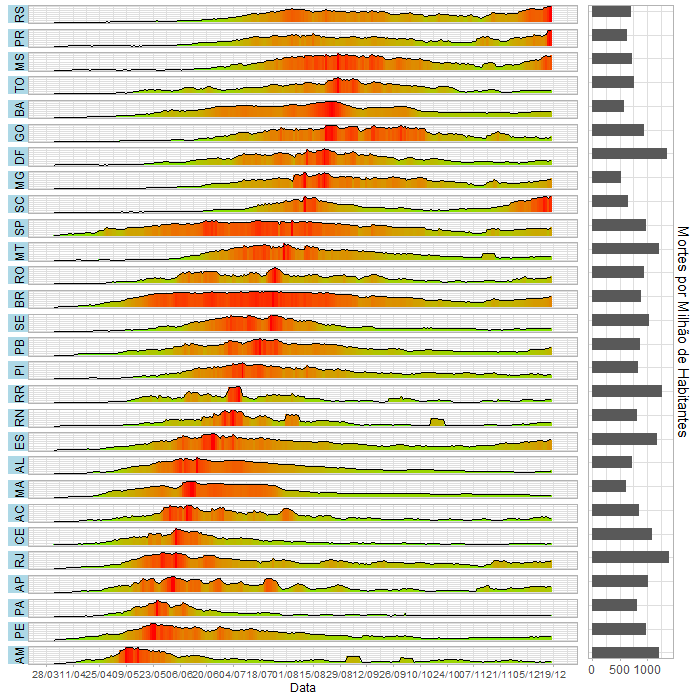 RS
PR
MS
TO
BA
GO
DF
MG
SC
SP
MT
RO
BR
SE
PB
PI
RR
RN
ES
AL
MA
AC
CE
RJ
AP
PA
PE
AM
28/03 11/04 25/04 09/05 23/05 06/06 20/06 04/07 18/07 01/08 15/08 29/08 12/09 26/09 10/10 24/10 07/11 21/11 05/12 19/12
Data
0 500 1000
Mortes por Milhão de Habitantes